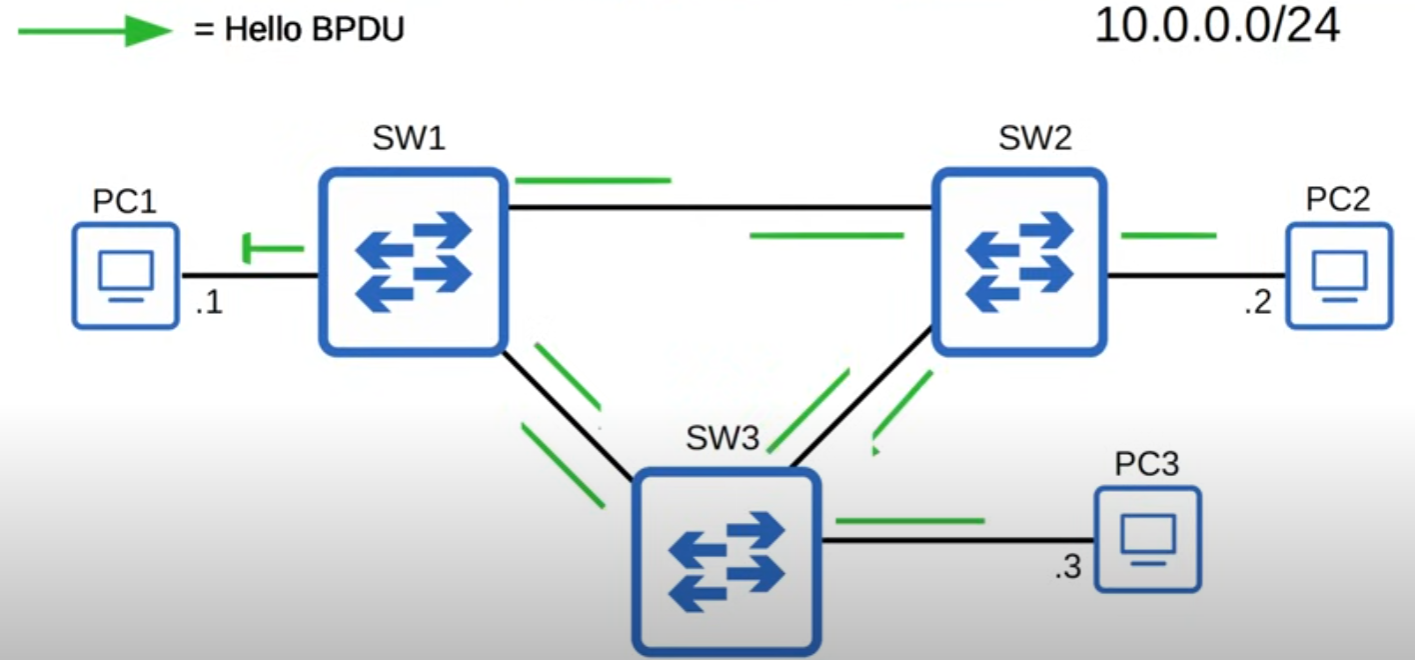 = Hello BPDU
10.0.0.0/24
SW1
SW2
PC1
PC2
.1
.2
SW3
PC3
.3